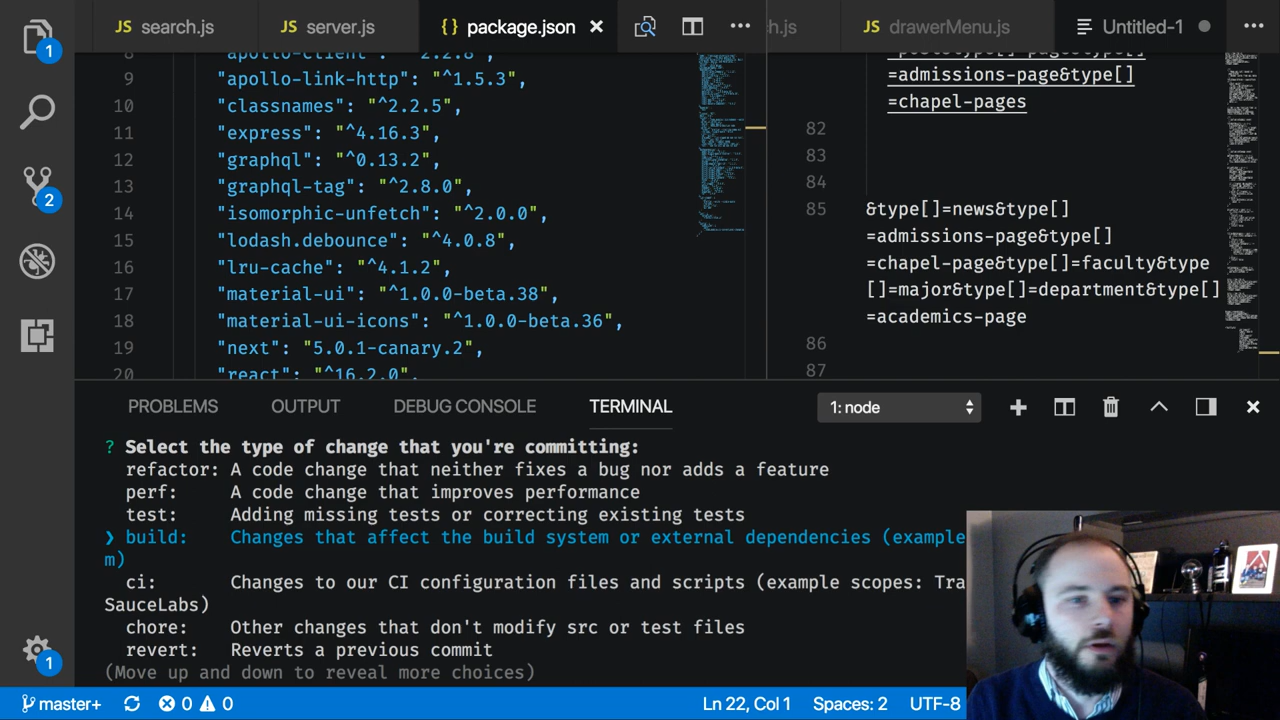 JS search.js
JS server.js
{} package.json
sh.js
JS drawerMenu.js
Untitled-1
1
2
1
8 "apollo-client": "^2.2.8",
9 "apollo-link-http": "^1.5.3",
10 "classnames": "^2.2.5",
11 "express": "^4.16.3",
12 "graphql": "^0.13.2",
13 "graphql-tag": "^2.8.0",
14 "isomorphic-unfetch": "^2.0.0",
15 "lodash.debounce": "^4.0.8",
16 "lru-cache": "^4.1.2",
17 "material-ui": "^1.0.0-beta.38",
18 "material-ui-icons": "^1.0.0-beta.36",
19 "next": "5.0.1-canary.2",
20 "react": "^16.2.0",
=admissions-page&type[]
=chapel-pages
82
83
84
85 &type[]=news&type[]
=admissions-page&type[]
=chapel-page&type[]=faculty&type
[]=major&type[]=department&type[]
=academics-page
86
87
PROBLEMS OUTPUT DEBUG CONSOLE TERMINAL 1: node
? Select the type of change that you're committing:
refactor: A code change that neither fixes a bug nor adds a feature
perf: A code change that improves performance
test: Adding missing tests or correcting existing tests
❯ build: Changes that affect the build system or external dependencies (example
m)
ci: Changes to our CI configuration files and scripts (example scopes: Tra
SauceLabs)
chore: Other changes that don't modify src or test files
revert: Reverts a previous commit
(Move up and down to reveal more choices)
master+ 0 0 Ln 22, Col 1 Spaces: 2 UTF-8